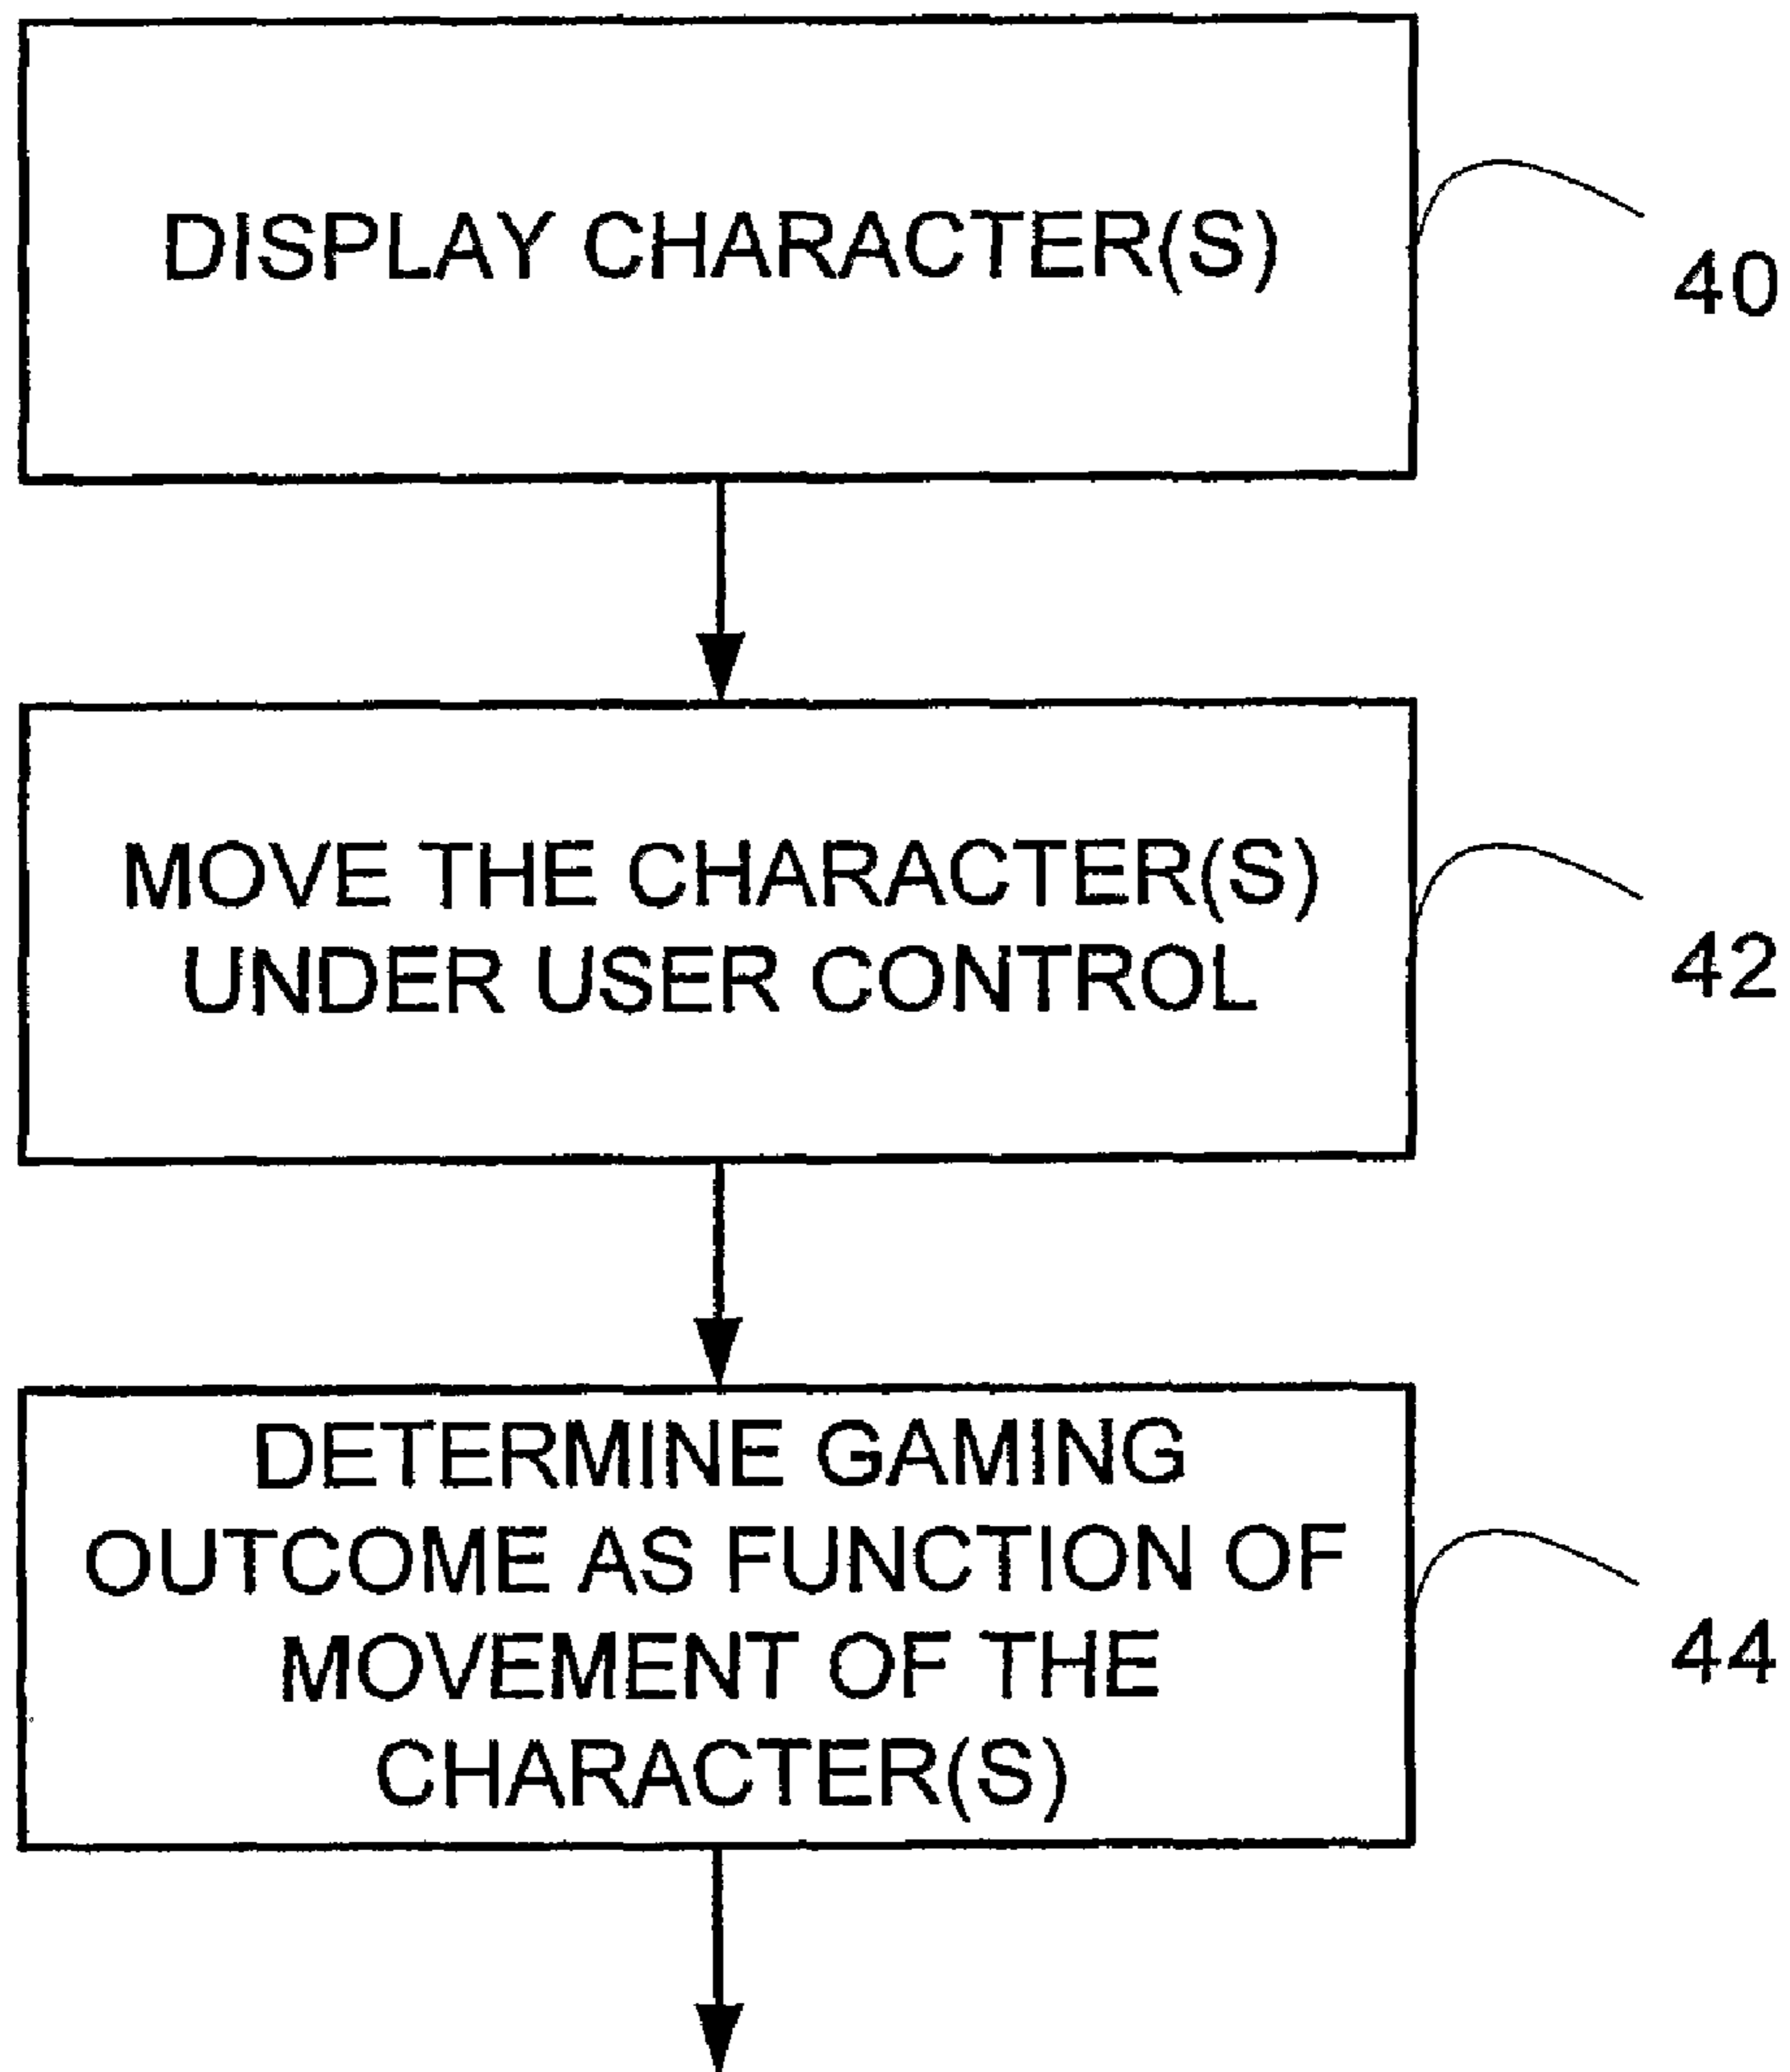 DISPLAY CHARACTER(S)
40
MOVE THE CHARACTER(S)
UNDER USER CONTROL
42
DETERMINE GAMING
OUTCOME AS FUNCTION OF
MOVEMENT OF THE
CHARACTER(S)
44